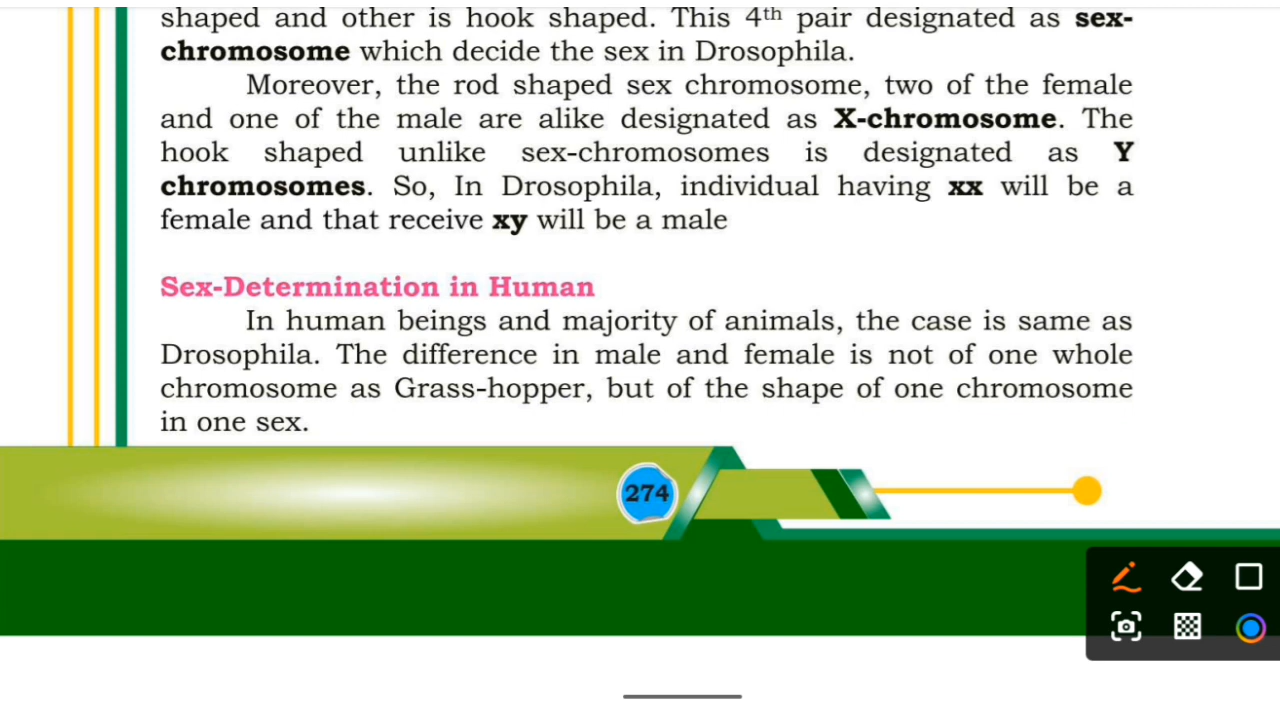 shaped and other is hook shaped. This 4th pair designated as sex-
chromosome which decide the sex in Drosophila.
Moreover, the rod shaped sex chromosome, two of the female
and one of the male are alike designated as X-chromosome. The
hook shaped unlike sex-chromosomes is designated as Y
chromosomes. So, In Drosophila, individual having xx will be a
female and that receive xy will be a male
Sex-Determination in Human
In human beings and majority of animals, the case is same as
Drosophila. The difference in male and female is not of one whole
chromosome as Grass-hopper, but of the shape of one chromosome
in one sex.
274